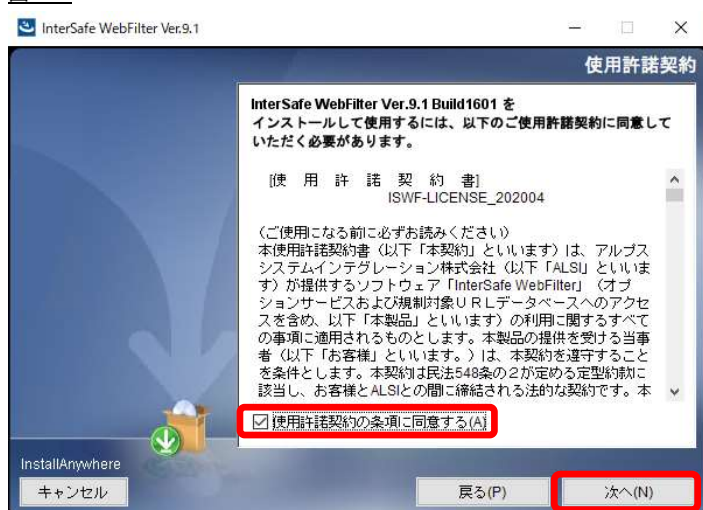 InterSafe WebFilter Ver.9.1
使用許諾契約
InterSafe WebFilter Ver.9.1 Build1601 を
インストールして使用するには、以下のご使用許諾契約に同意して
いただく必要があります。
[使 用 許 諾 契 約 書]
ISWF-LICENSE_202004
(ご使用になる前に必ずお読みください)
本使用許諾契約書(以下「本契約」といいます)は、アルプス
システムインテグレーション株式会社(以下「ALSI」といいま
す)が提供するソフトウェア「InterSafe WebFilter」(オプ
ションサービスおよび規制対象URLデータベースへのアクセ
スを含め、以下「本製品」といいます)の利用に関するすべて
の事項に適用されるものとします。本製品の提供を受ける当事
者(以下「お客様」といいます。)は、本契約を遵守すること
を条件とします。本契約は民法548条の2が定める定型約款に
該当し、お客様とALSIとの間に締結される法的な契約です。本
使用許諾契約の条項に同意する(A)
InstallAnywhere
キャンセル
戻る(P)
次へ(N)